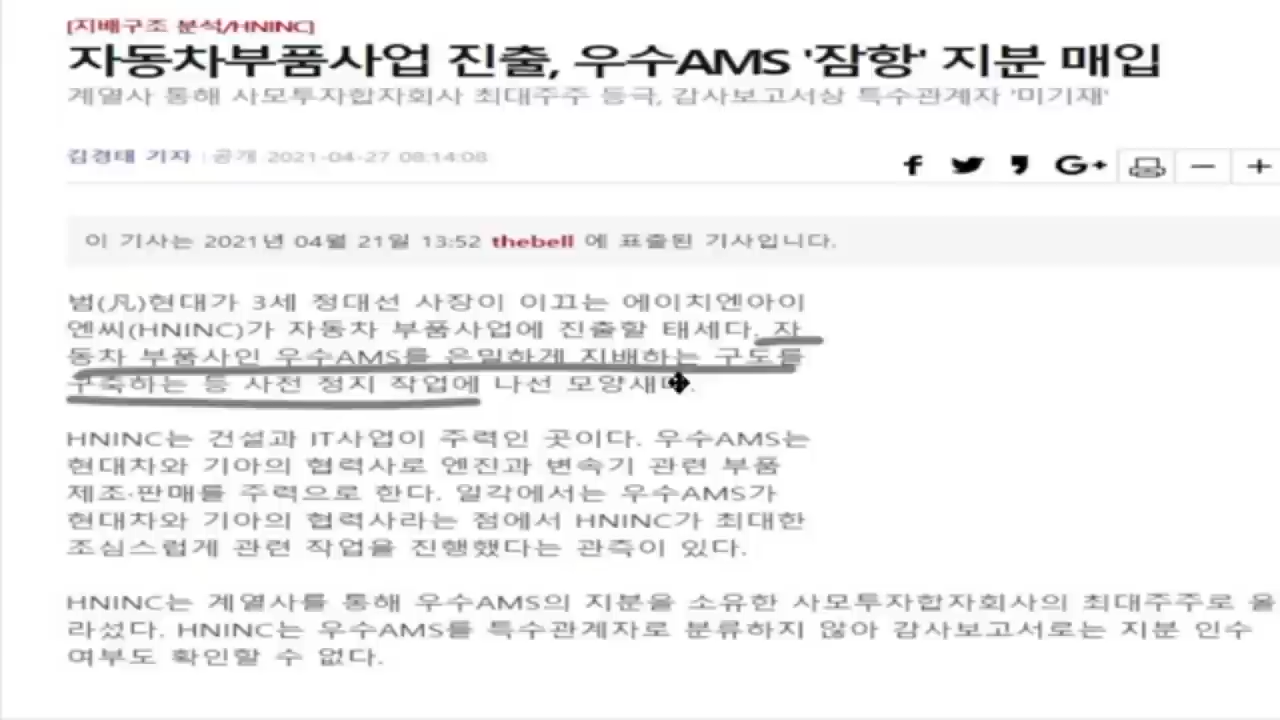 [지배구조 분석/HNINC]
자동차부품사업 진출, 우수AMS '잠항' 지분 매입
계열사 통해 사모투자합자회사 최대주주 등극, 감사보고서상 특수관계자 '미기재'
김경태 기자 | 공개 2021-04-27 08:14:08
G+
이 기사는 2021년 04월 21일 13:52 thebell 에 표출된 기사입니다.
범(凡)현대가 3세 정대선 사장이 이끄는 에이치엔아이
엔씨(HNINC)가 자동차 부품사업에 진출할 태세다. 자
동차 부품사인 우수AMS를 은밀하게 지배하는 구도를
구축하는 등 사전 정지 작업에 나선 모양새
HNINC는 건설과 IT사업이 주력인 곳이다. 우수AMS는
현대차와 기아의 협력사로 엔진과 변속기 관련 부품
제조·판매를 주력으로 한다. 일각에서는 우수AMS가
현대차와 기아의 협력사라는 점에서 HNINC가 최대한
조심스럽게 관련 작업을 진행했다는 관측이 있다.
HNINC는 계열사를 통해 우수AMS의 지분을 소유한 사모투자합자회사의 최대주주로 올
라섰다. HNINC는 우수AMS를 특수관계자로 분류하지 않아 감사보고서로는 지분 인수
여부도 확인할 수 없다.